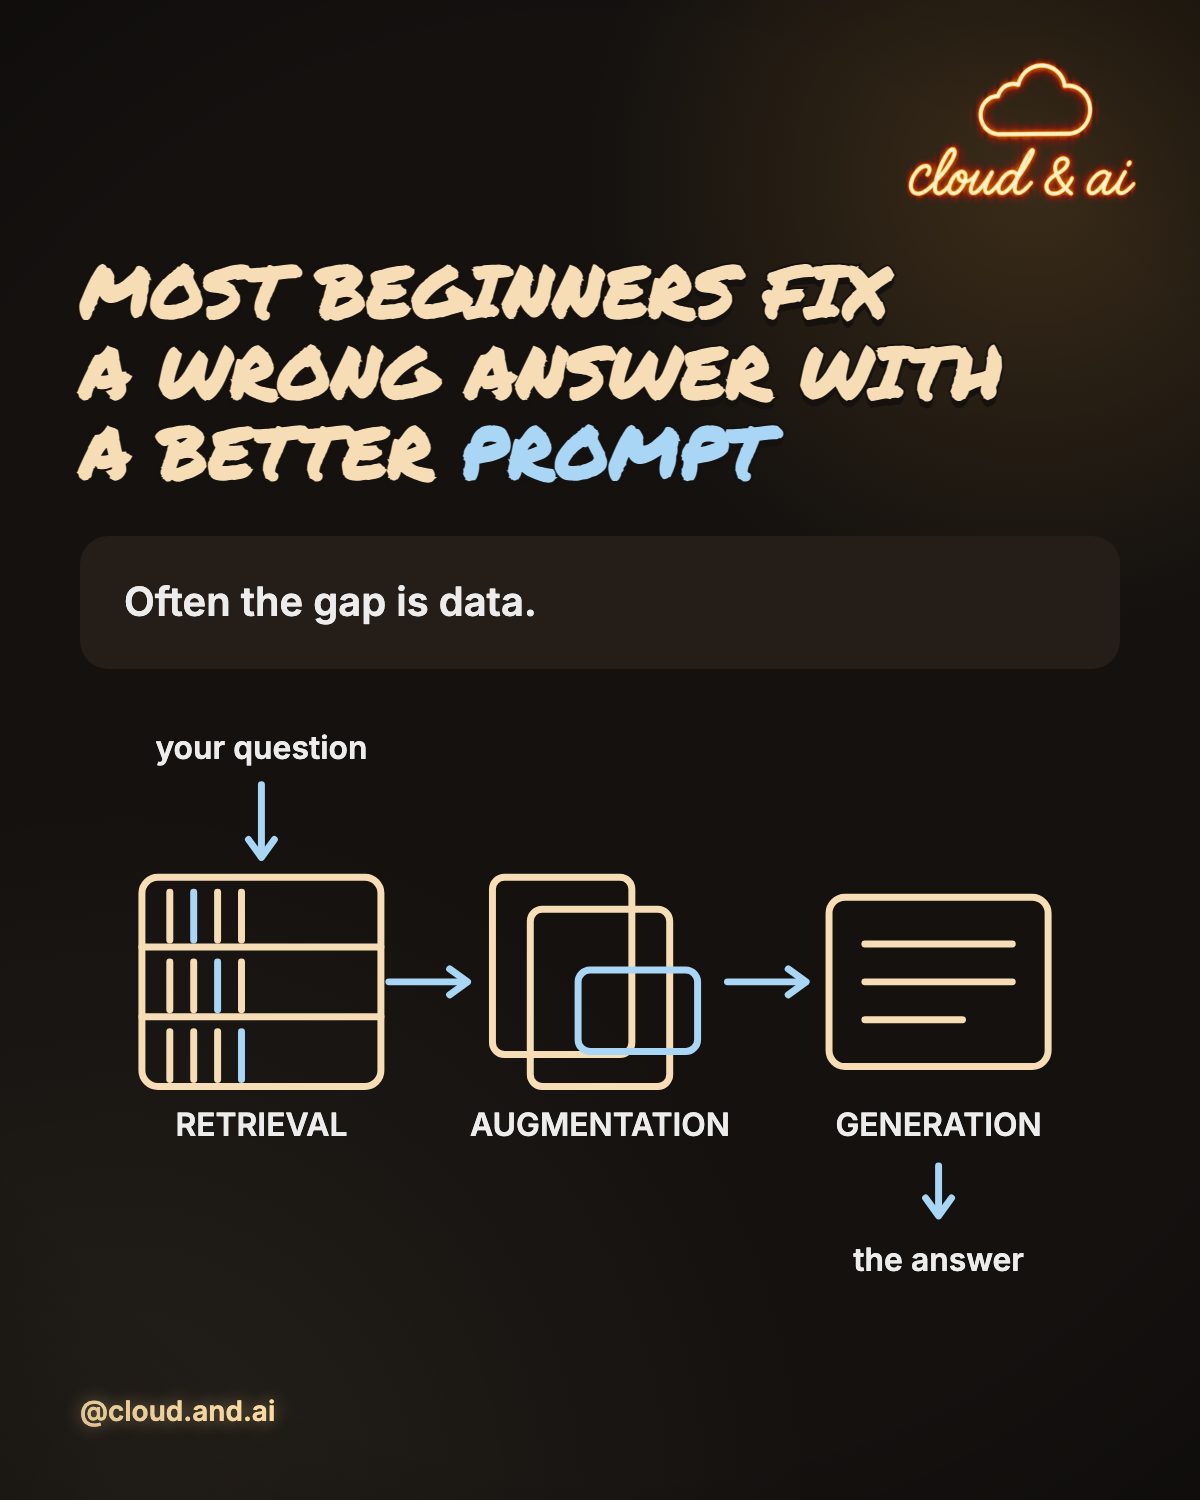 cloud & ai
MOST BEGINNERS FIX
A WRONG ANSWER WITH
A BETTER PROMPT
Often the gap is data.
your question
RETRIEVAL
AUGMENTATION
GENERATION
the answer
@cloud.and.ai